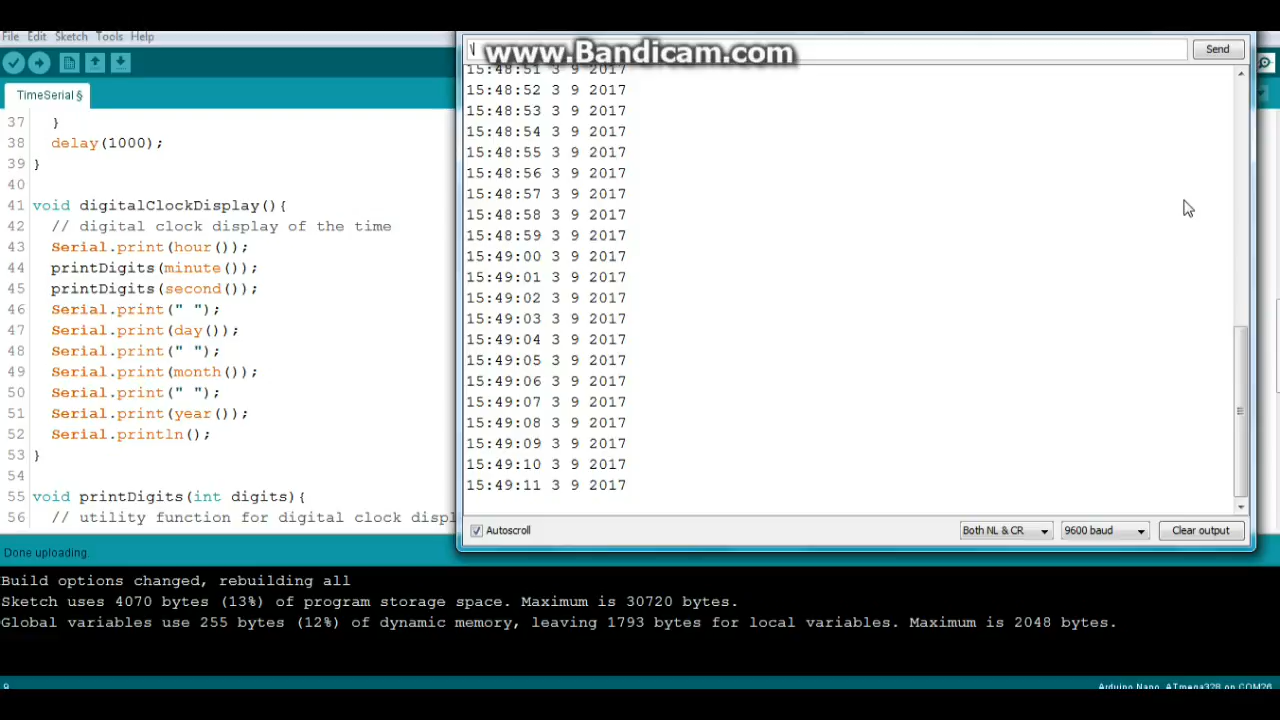 File Edit Sketch Tools Help
TimeSerial §
37 }
38 delay(1000);
39 }
40
41 void digitalClockDisplay(){
42 // digital clock display of the time
43 Serial.print(hour());
44 printDigits(minute());
45 printDigits(second());
46 Serial.print(" ");
47 Serial.print(day());
48 Serial.print(" ");
49 Serial.print(month());
50 Serial.print(" ");
51 Serial.print(year());
52 Serial.println();
53 }
54
55 void printDigits(int digits){
56 // utility function for digital clock displ
www.Bandicam.com
Send
15:48:51 3 9 2017
15:48:52 3 9 2017
15:48:53 3 9 2017
15:48:54 3 9 2017
15:48:55 3 9 2017
15:48:56 3 9 2017
15:48:57 3 9 2017
15:48:58 3 9 2017
15:48:59 3 9 2017
15:49:00 3 9 2017
15:49:01 3 9 2017
15:49:02 3 9 2017
15:49:03 3 9 2017
15:49:04 3 9 2017
15:49:05 3 9 2017
15:49:06 3 9 2017
15:49:07 3 9 2017
15:49:08 3 9 2017
15:49:09 3 9 2017
15:49:10 3 9 2017
15:49:11 3 9 2017
Autoscroll
Both NL & CR
9600 baud
Clear output
Done uploading.
Build options changed, rebuilding all
Sketch uses 4070 bytes (13%) of program storage space. Maximum is 30720 bytes.
Global variables use 255 bytes (12%) of dynamic memory, leaving 1793 bytes for local variables. Maximum is 2048 bytes.
9
Arduino Nano, ATmega328 on COM26